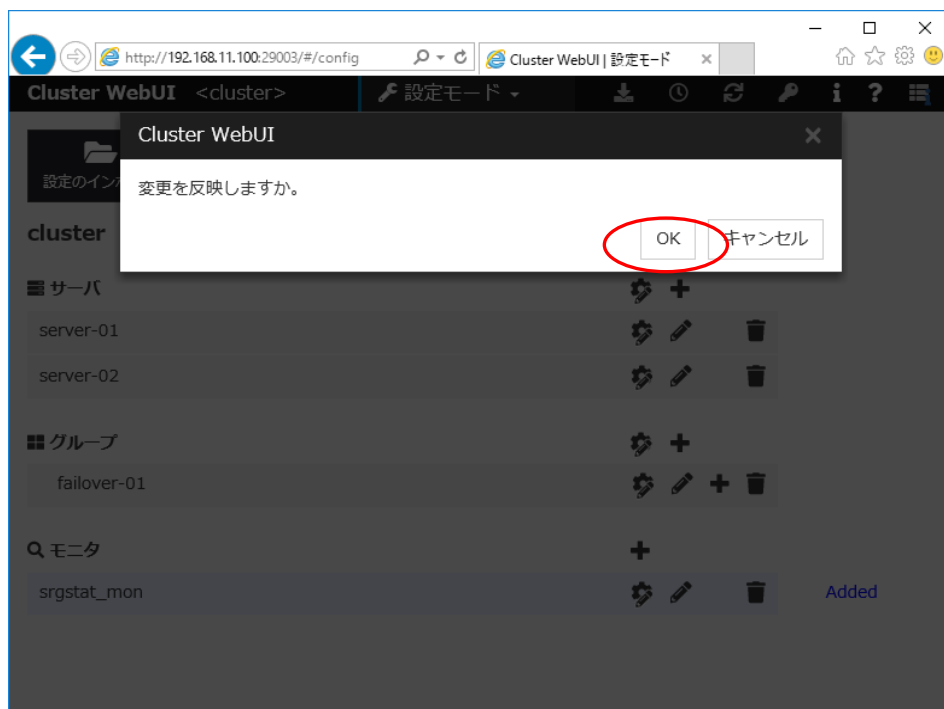 http://192.168.11.100:29003/#/config
Cluster WebUI | 設定モード
Cluster WebUI <cluster> 設定モード
Cluster WebUI
設定のイン
変更を反映しますか。
OK キャンセル
cluster
サーバ
server-01
server-02
グループ
failover-01
モニタ
srgstat_mon Added